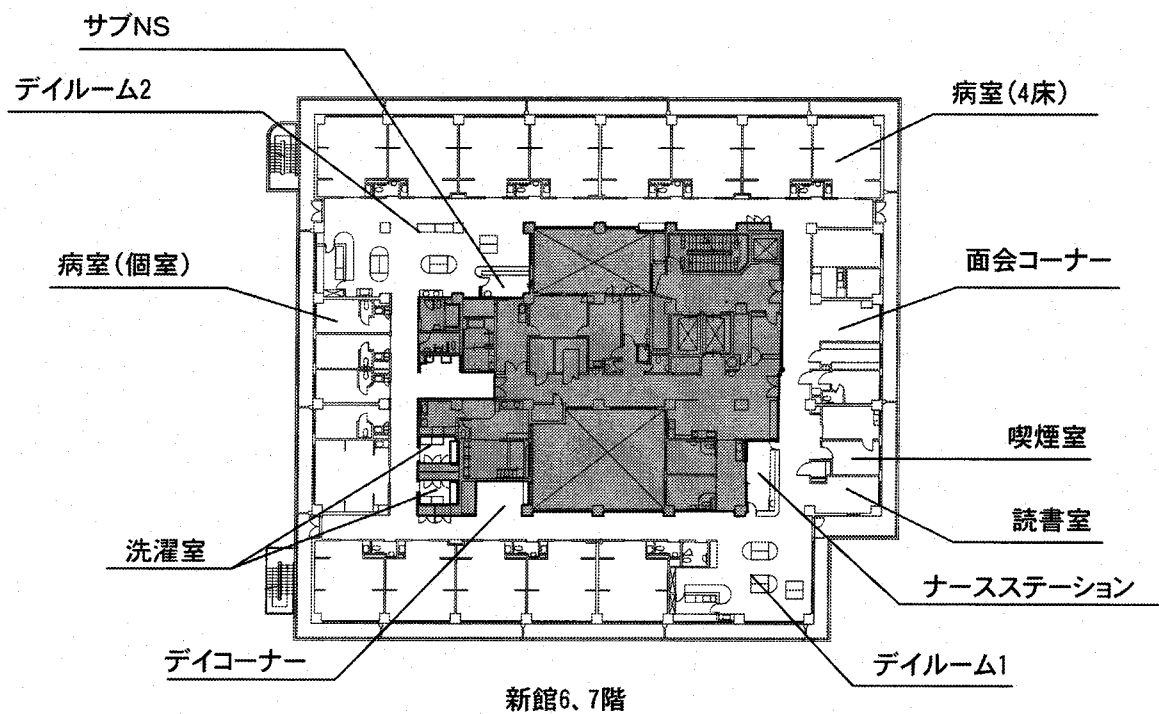 サブNS
デイルーム2
病室(4床)
病室(個室)
面会コーナー
喫煙室
読書室
洗濯室
ナースステーション
デイコーナー
デイルーム1
新館6、7階